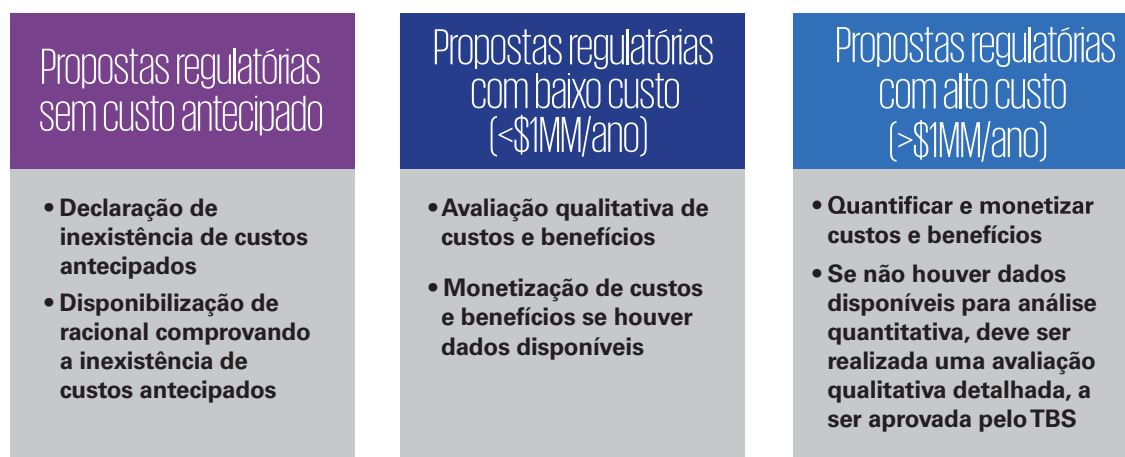 Propostas regulatórias
sem custo antecipado
• Declaração de
inexistência de custos
antecipados
• Disponibilização de
racional comprovando
a inexistência de
custos antecipados
Propostas regulatórias
com baixo custo
(<$1MM/ano)
• Avaliação qualitativa de
custos e benefícios
• Monetização de custos
e benefícios se houver
dados disponíveis
Propostas regulatórias
com alto custo
(>$1MM/ano)
• Quantificar e monetizar
custos e benefícios
• Se não houver dados
disponíveis para análise
quantitativa, deve ser
realizada uma avaliação
qualitativa detalhada, a
ser aprovada pelo TBS